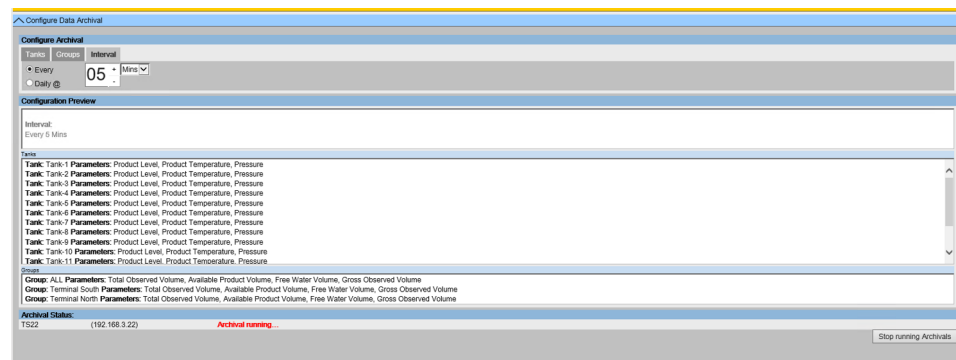 Configure Data Archival
Configure Archival
Tanks Groups Interval
Every 05 + Mins
Daily @ -
Configuration Preview
Interval:
Every 5 Mins
Tanks
Tank: Tank-1 Parameters: Product Level, Product Temperature, Pressure
Tank: Tank-2 Parameters: Product Level, Product Temperature, Pressure
Tank: Tank-3 Parameters: Product Level, Product Temperature, Pressure
Tank: Tank-4 Parameters: Product Level, Product Temperature, Pressure
Tank: Tank-5 Parameters: Product Level, Product Temperature, Pressure
Tank: Tank-6 Parameters: Product Level, Product Temperature, Pressure
Tank: Tank-7 Parameters: Product Level, Product Temperature, Pressure
Tank: Tank-8 Parameters: Product Level, Product Temperature, Pressure
Tank: Tank-9 Parameters: Product Level, Product Temperature, Pressure
Tank: Tank-10 Parameters: Product Level, Product Temperature, Pressure
Tank: Tank-11 Parameters: Product Level, Product Temperature, Pressure
Groups
Group: ALL Parameters: Total Observed Volume, Available Product Volume, Free Water Volume, Gross Observed Volume
Group: Terminal South Parameters: Total Observed Volume, Available Product Volume, Free Water Volume, Gross Observed Volume
Group: Terminal North Parameters: Total Observed Volume, Available Product Volume, Free Water Volume, Gross Observed Volume
Archival Status:
TS22 (192.168.3.22) Archival running...
Stop running Archivals